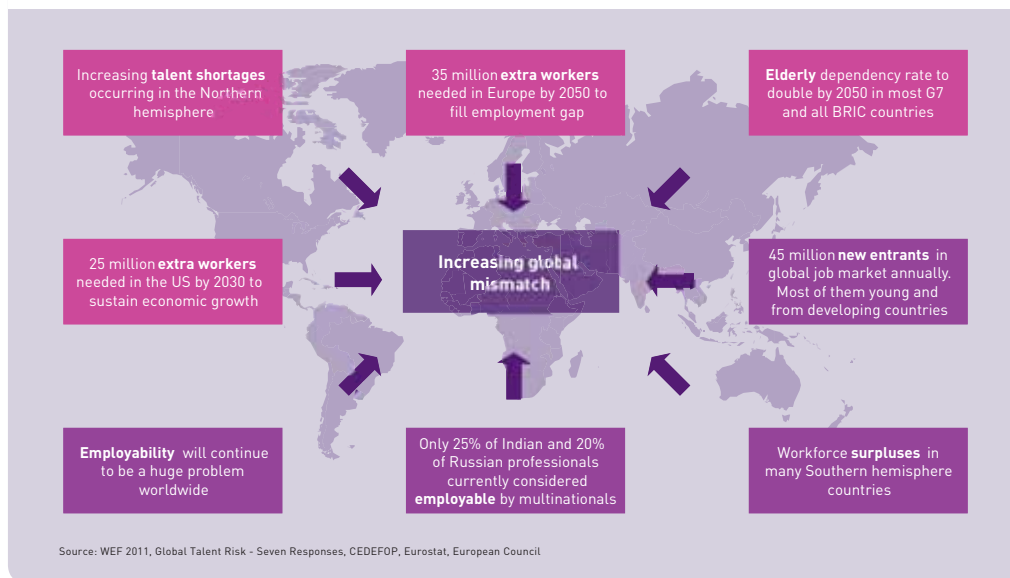 Increasing talent shortages
occurring in the Northern
hemisphere
35 million extra workers
needed in Europe by 2050 to
fill employment gap
Elderly dependency rate to
double by 2050 in most G7
and all BRIC countries
25 million extra workers
needed in the US by 2030 to
sustain economic growth
Increasing global
mismatch
45 million new entrants in
global job market annually.
Most of them young and
from developing countries
Employability will continue
to be a huge problem
worldwide
Only 25% of Indian and 20%
of Russian professionals
currently considered
employable by multinationals
Workforce surpluses in
many Southern hemisphere
countries
Source: WEF 2011, Global Talent Risk - Seven Responses, CEDEFOP, Eurostat, European Council